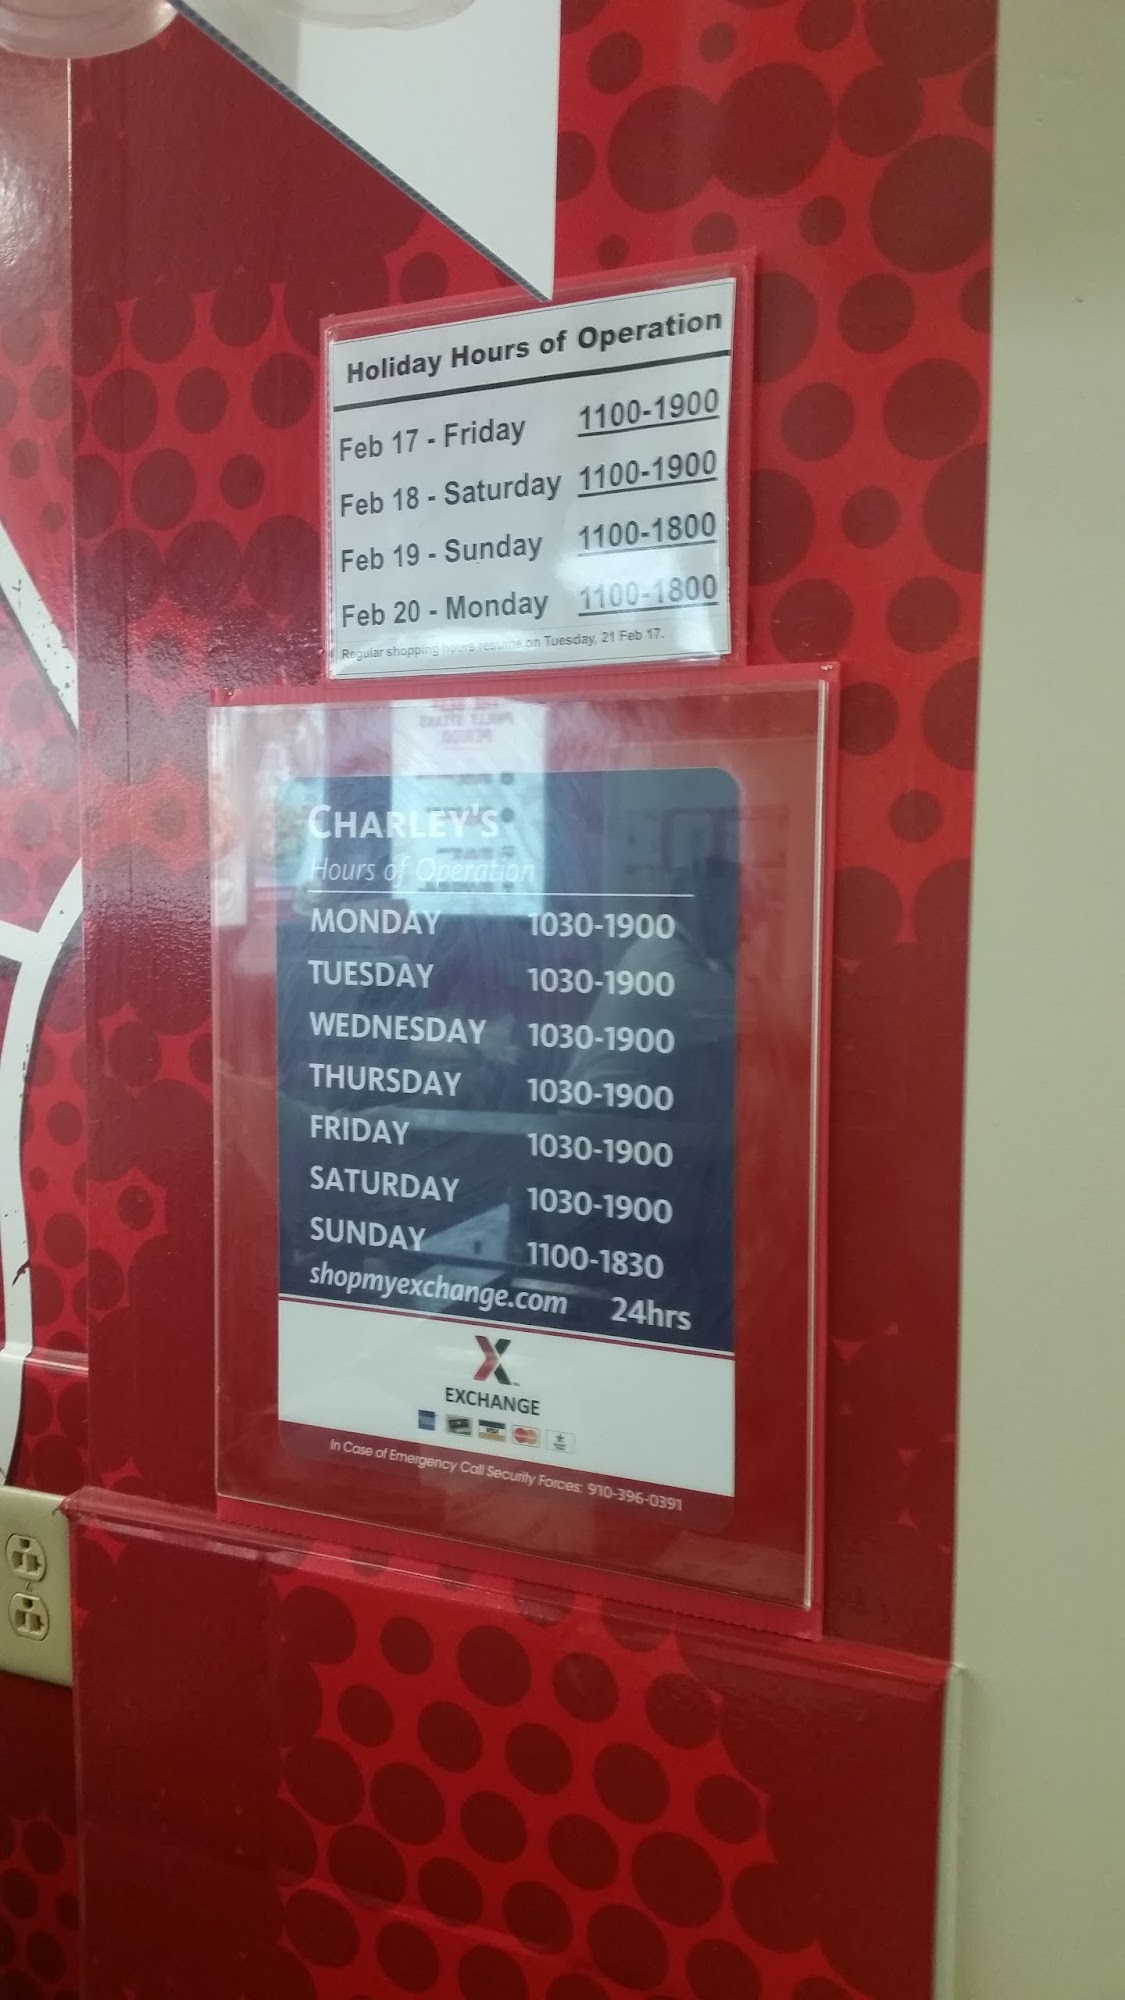 Holiday Hours of Operation
Feb 17 - Friday 1100-1900
Feb 18 - Saturday 1100-1900
Feb 19 - Sunday 1100-1800
Feb 20 - Monday 1100-1800
Regular shopping hours resume on Tuesday, 21 Feb 17.
CHARLEY'S
Hours of Operation
MONDAY 1030-1900
TUESDAY 1030-1900
WEDNESDAY 1030-1900
THURSDAY 1030-1900
FRIDAY 1030-1900
SATURDAY 1030-1900
SUNDAY 1100-1830
shopmyexchange.com 24hrs
X
EXCHANGE
In Case of Emergency Call Security Forces: 910-396-0391